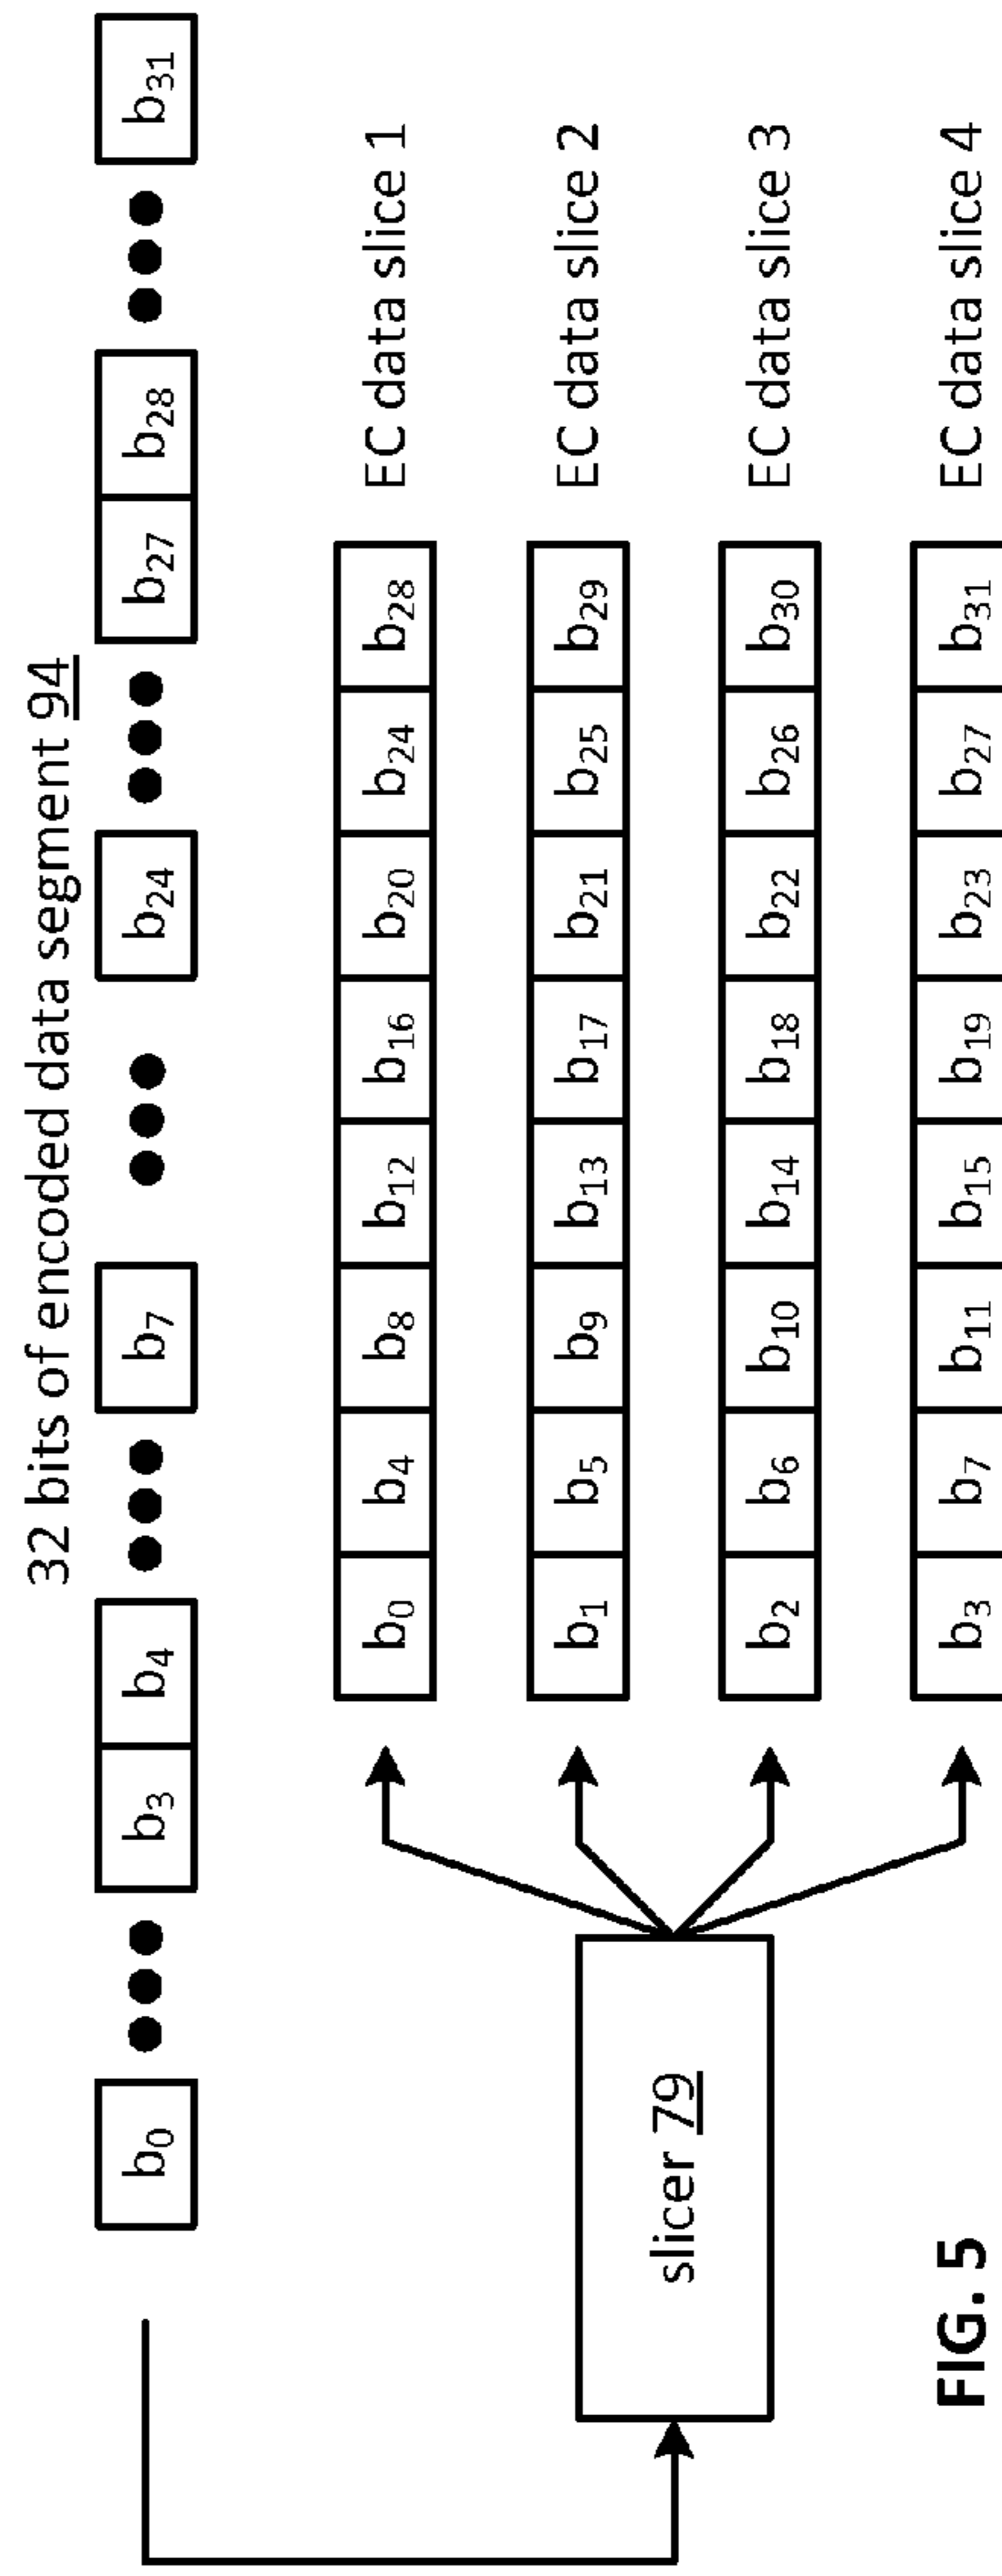 32 bits of encoded data segment 94
b0 ●●● b3 b4 ●●● b7 ●●● b24 ●●● b27 b28 ●●● b31
b0 b4 b8 b12 b16 b20 b24 b28 EC data slice 1
b1 b5 b9 b13 b17 b21 b25 b29 EC data slice 2
slicer 79
b2 b6 b10 b14 b18 b22 b26 b30 EC data slice 3
b3 b7 b11 b15 b19 b23 b27 b31 EC data slice 4
FIG. 5